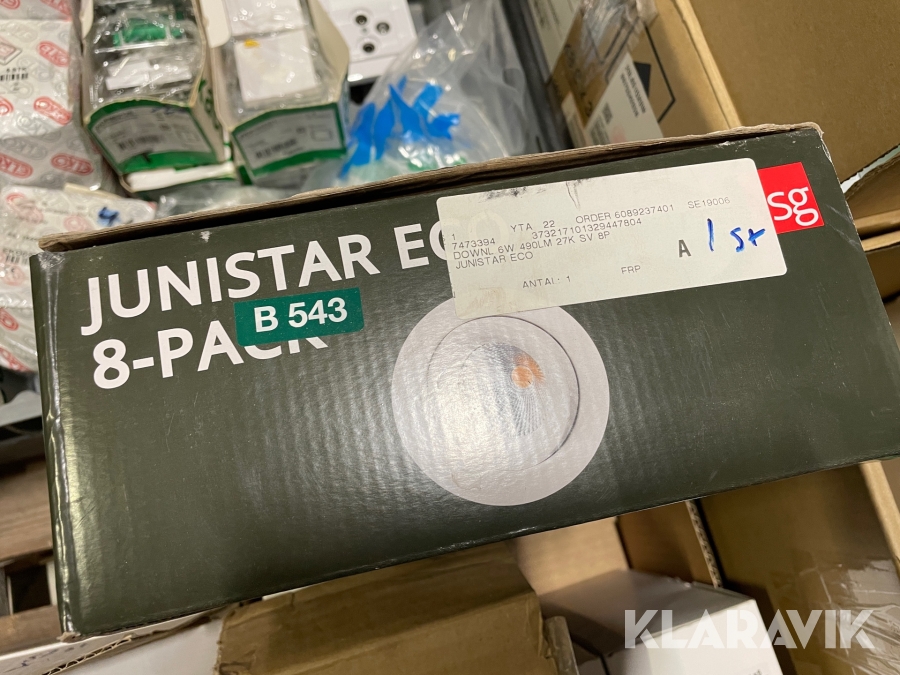 JUNISTAR ECO
8-PACK
B 543
1 YTA 22 ORDER 6089237401 SE19006
7473394 373217101329447804
DOWNL 6W 490LM 27K SV 8P
JUNISTAR ECO
ANTAL: 1 FRP A 1 st
sg
KLARAVIK